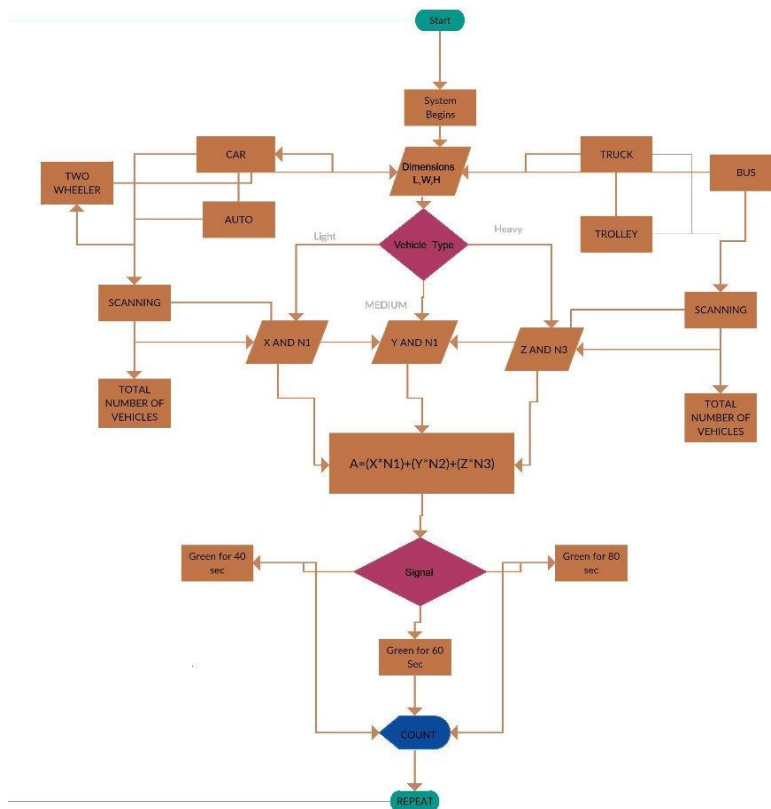 Start
System
Begins
CAR
Dimensions
L,W,H
TRUCK
TWO
WHEELER
BUS
AUTO
TROLLEY
Light
Vehicle Type
Heavy
SCANNING
MEDIUM
SCANNING
X AND N1
Y AND N1
Z AND N3
TOTAL
NUMBER OF
VEHICLES
TOTAL
NUMBER OF
VEHICLES
A=(X*N1)+(Y*N2)+(Z*N3)
Green for 40
sec
Signal
Green for 80
sec
Green for 60
Sec
COUNT
REPEAT